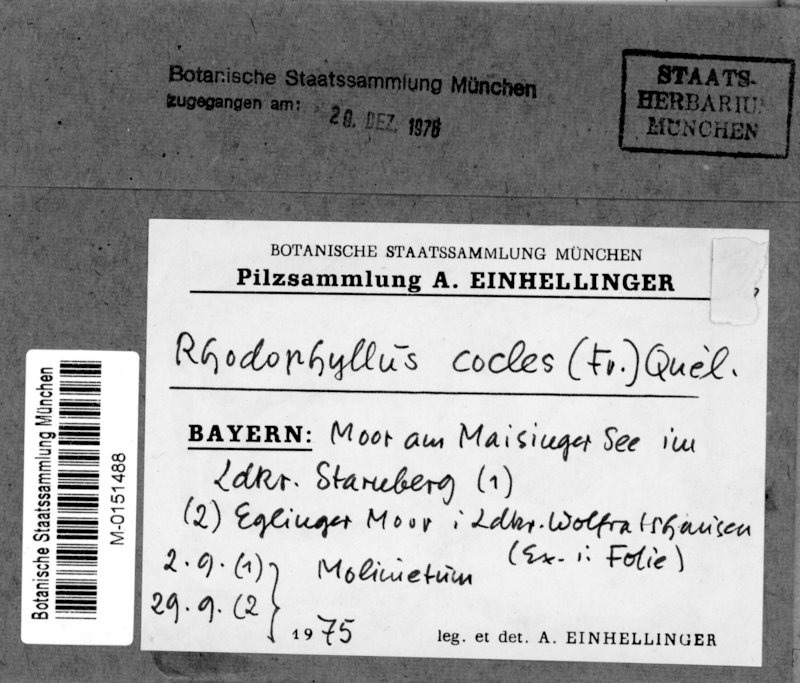 Botanische Staatssammlung München
zugegangen am: 20. DEZ. 1976
STAATS-
HERBARIUM
MÜNCHEN
BOTANISCHE STAATSSAMMLUNG MÜNCHEN
Pilzsammlung A. EINHELLINGER
Rhodophyllus cocles (Fr.) Quél.
BAYERN: Moor am Maisinger See im
Ldkr. Starnberg (1)
(2) Eglinger Moor i Ldkr. Wolfratshausen
(Ex. i. Folie)
2.9. (1) Molinietum
29.9. (2
1975
leg. et det. A. EINHELLINGER
Botanische Staatssammlung München
M-0151488